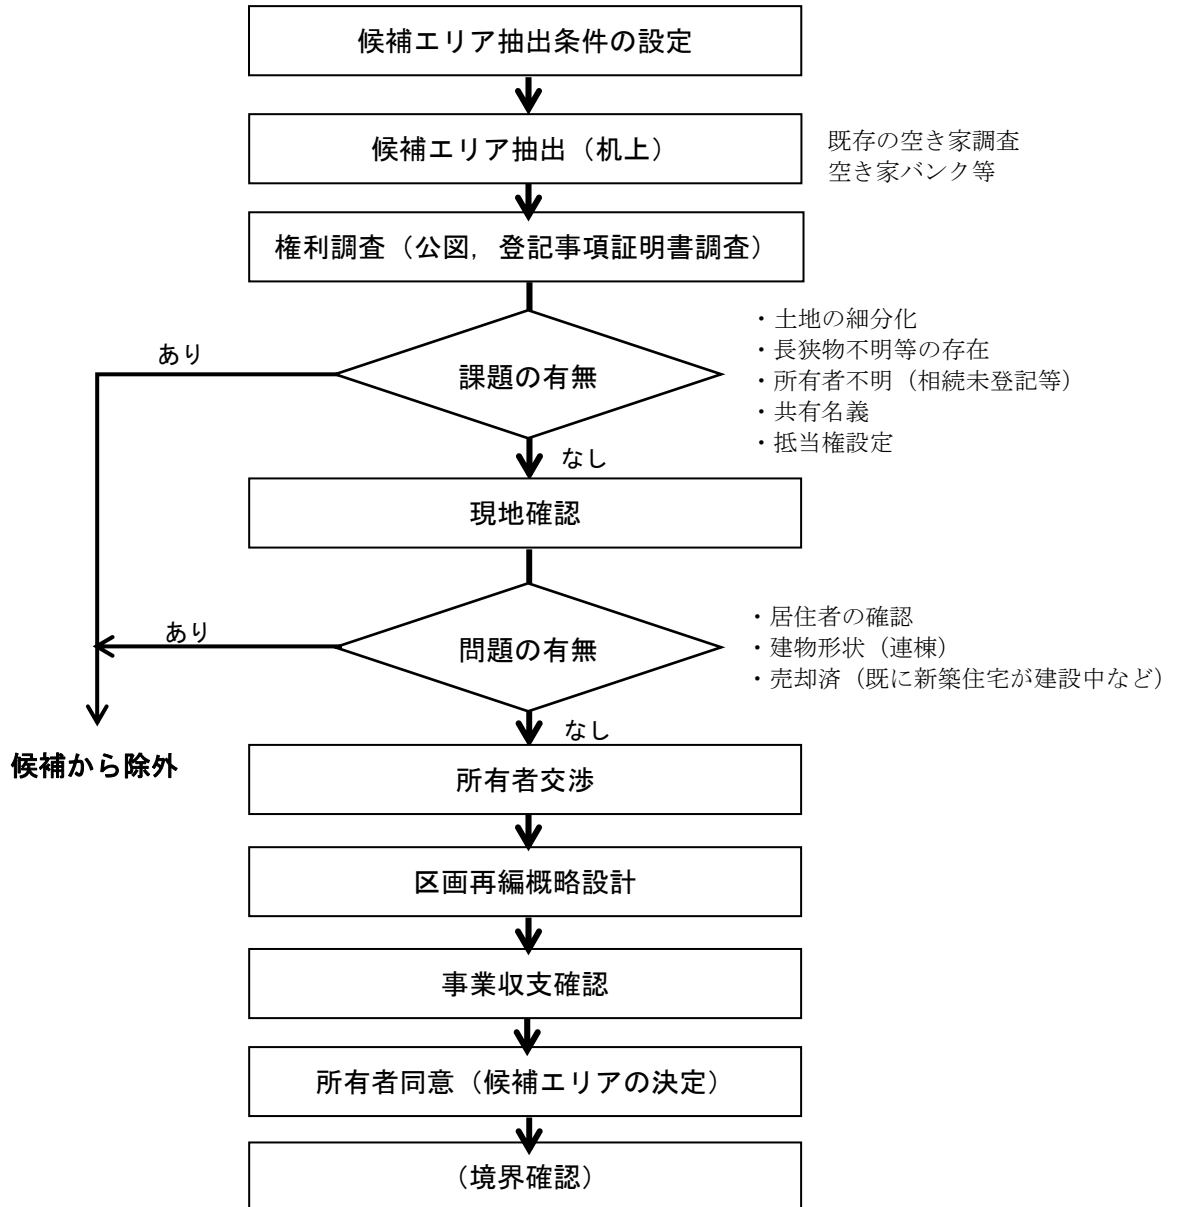 候補エリア抽出条件の設定
候補エリア抽出（机上）
既存の空き家調査
空き家バンク等
権利調査（公図，登記事項証明書調査）
課題の有無
・土地の細分化
・長狭物不明等の存在
・所有者不明（相続未登記等）
・共有名義
・抵当権設定
あり
なし
現地確認
問題の有無
・居住者の確認
・建物形状（連棟）
・売却済（既に新築住宅が建設中など）
あり
なし
候補から除外
所有者交渉
区画再編概略設計
事業収支確認
所有者同意（候補エリアの決定）
（境界確認）